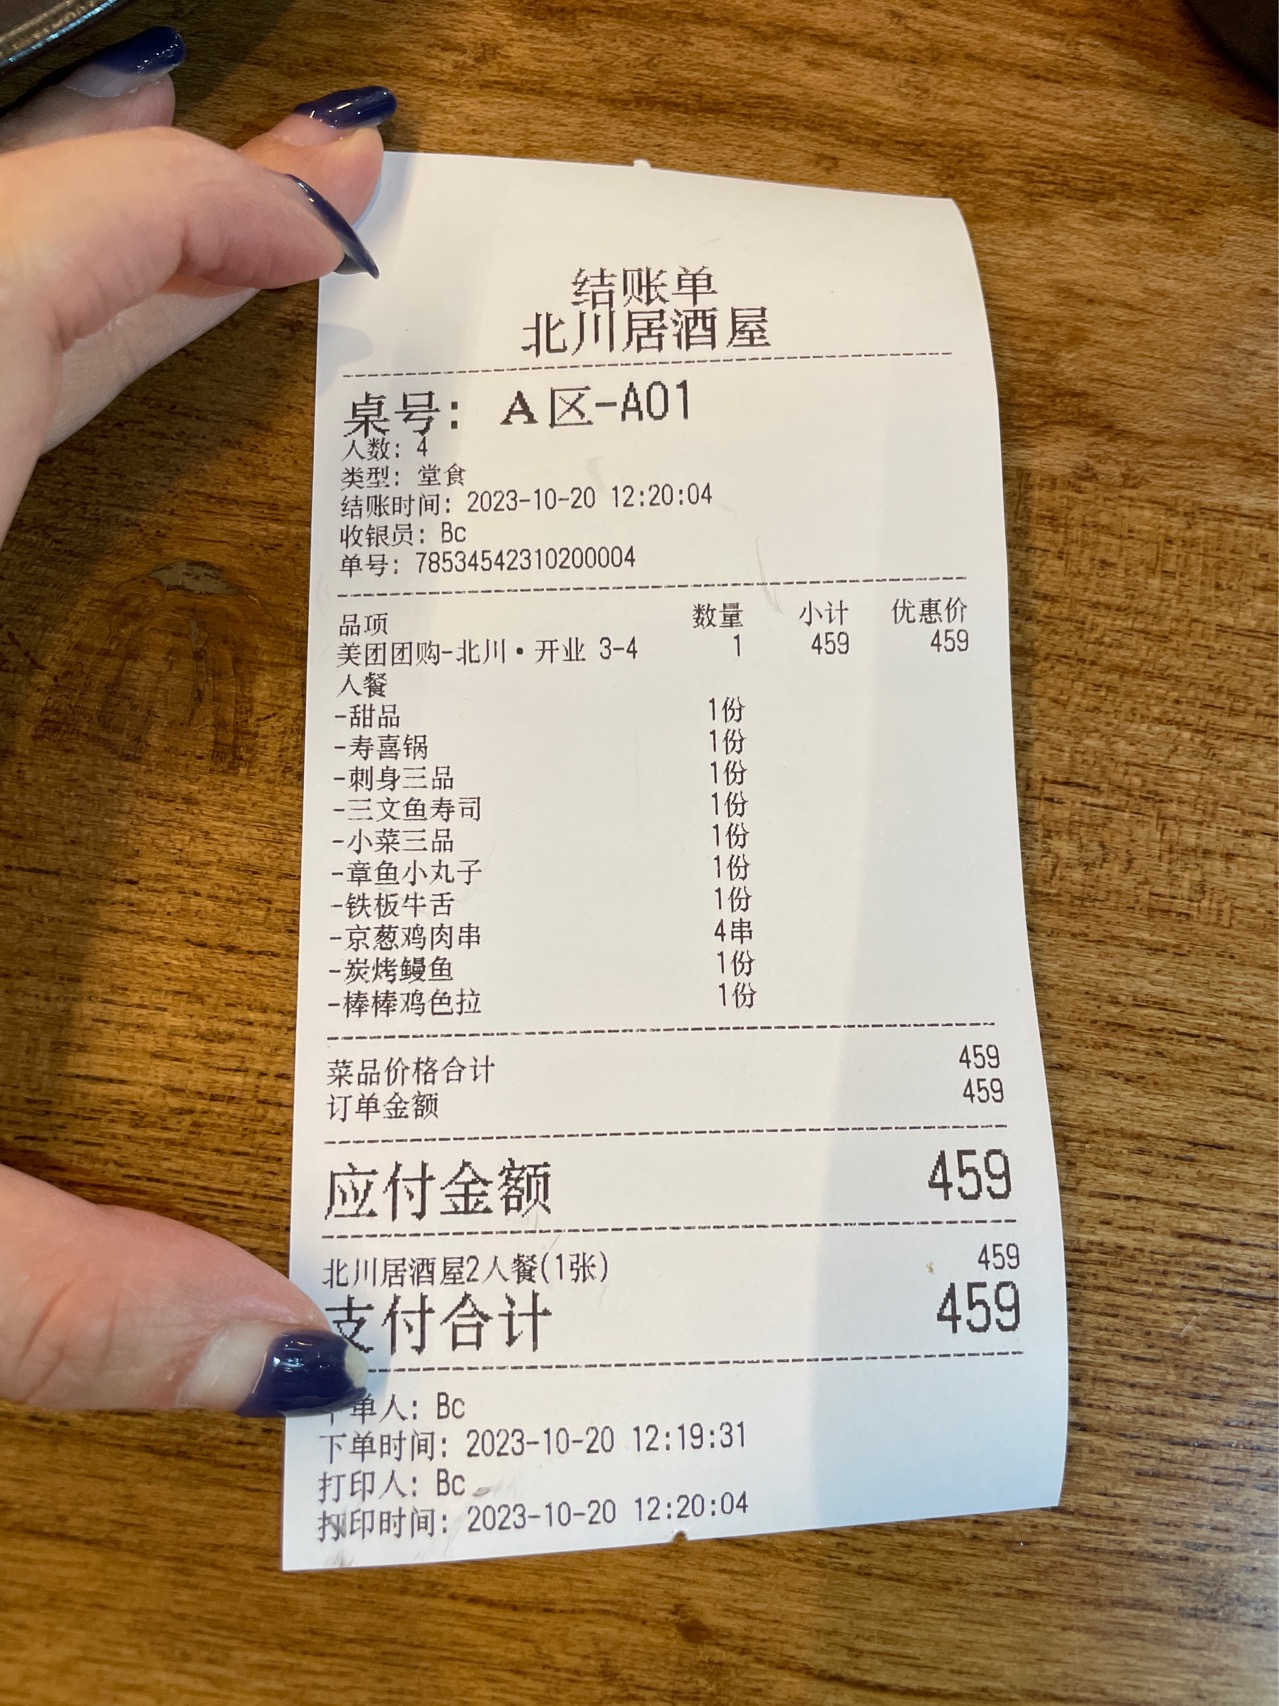 结账单
北川居酒屋
桌号： A区-A01
人数: 4
类型: 堂食
结账时间: 2023-10-20 12:20:04
收银员: Bc
单号: 78534542310200004
品项 数量 小计 优惠价
美团团购-北川·开业 3-4 1 459 459
人餐
-甜品 1份
-寿喜锅 1份
-刺身三品 1份
-三文鱼寿司 1份
-小菜三品 1份
-章鱼小丸子 1份
-铁板牛舌 1份
-京葱鸡肉串 4串
-炭烤鳗鱼 1份
-棒棒鸡色拉 1份
菜品价格合计 459
订单金额 459
应付金额 459
北川居酒屋2人餐(1张) 459
支付合计 459
下单人: Bc
下单时间: 2023-10-20 12:19:31
打印人: Bc
打印时间: 2023-10-20 12:20:04